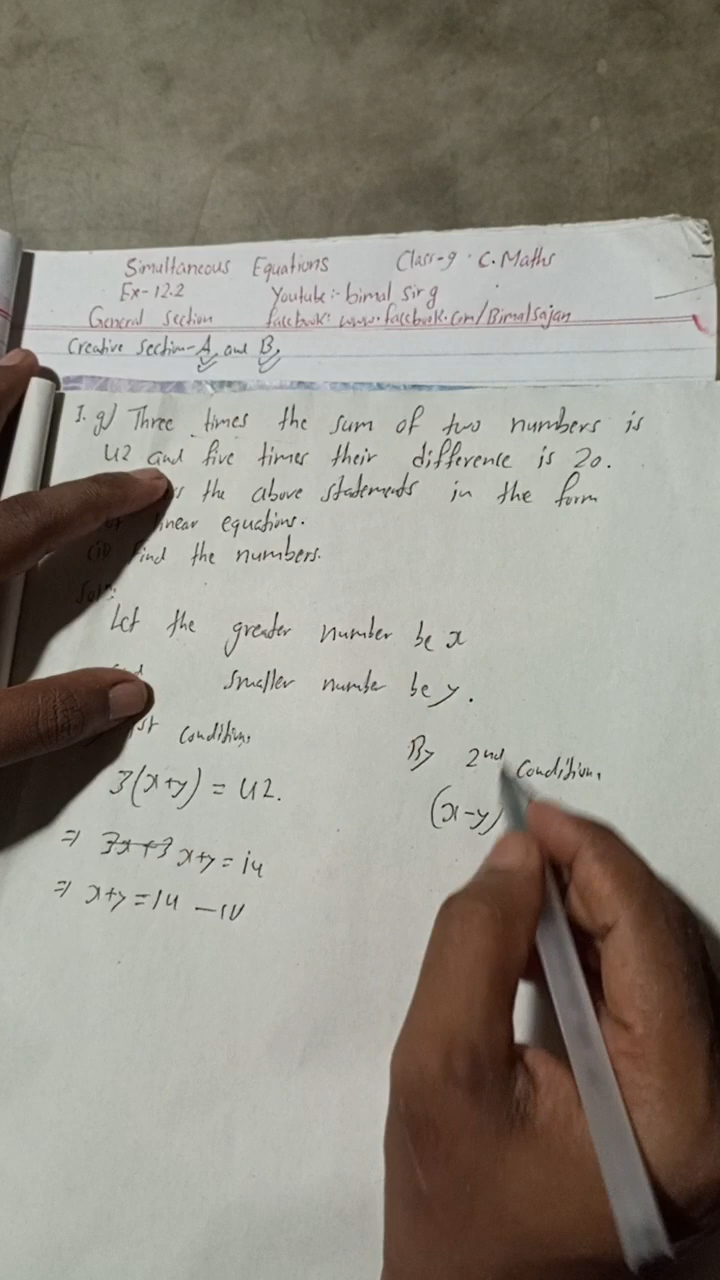 Simultaneous Equations Class-9 C. Maths
Ex-12.2 Youtube:- bimal sir g
General section facebook: www.facebook.com/Bimalsajan
Creative section-A and B,
1. g) Three times the sum of two numbers is
42 and five times their difference is 20.
the above statements in the form
linear equations.
(ii) Find the numbers.
Soln:
Let the greater number be x
smaller number be y.
condition,
3(x+y) = 42.
⇒ 3x+3 x+y = 14
⇒ x+y = 14
By 2nd condition,
(x-y)